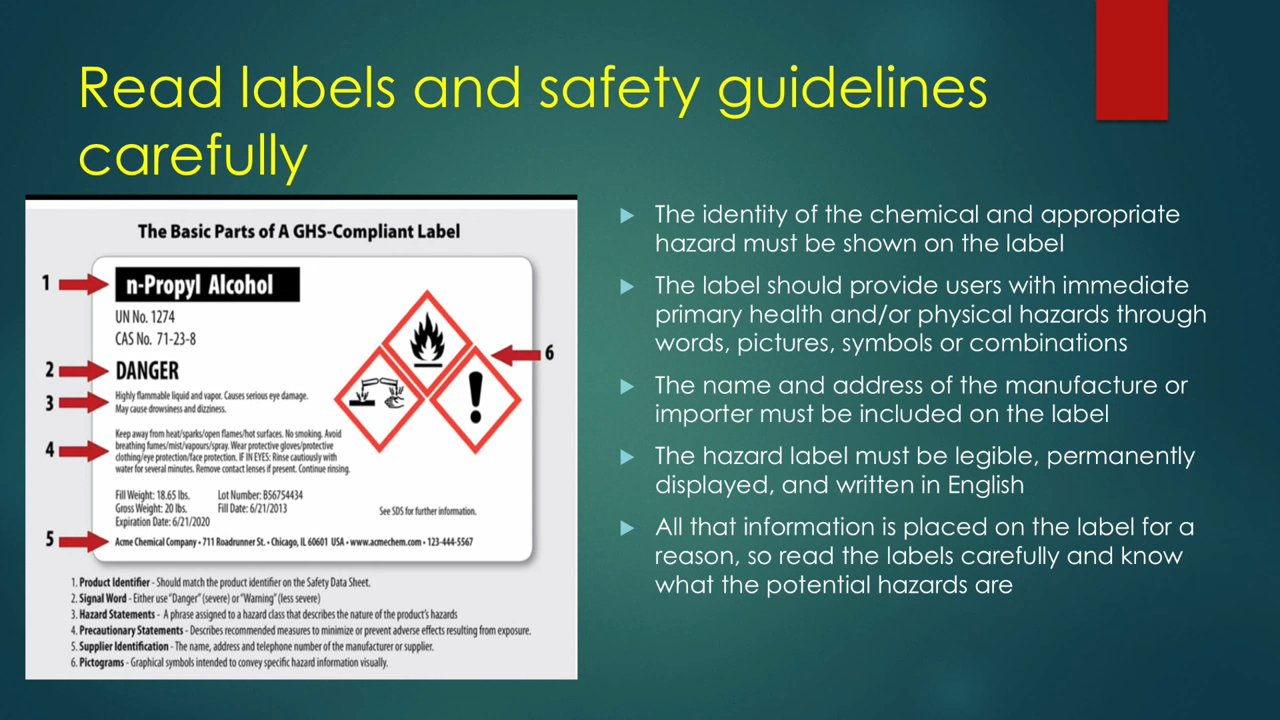 Read labels and safety guidelines
carefully
The Basic Parts of A GHS-Compliant Label
1
n-Propyl Alcohol
UN No. 1274
CAS No. 71-23-8
2
DANGER
3
Highly flammable liquid and vapor. Causes serious eye damage.
May cause drowsiness and dizziness.
4
Keep away from heat/sparks/open flames/hot surfaces. No smoking. Avoid
breathing fumes/mist/vapours/spray. Wear protective gloves/protective
clothing/eye protection/face protection. IF IN EYES: Rinse cautiously with
water for several minutes. Remove contact lenses if present. Continue rinsing.
Fill Weight: 18.65 lbs. Lot Number: B56754434
Gross Weight: 20 lbs. Fill Date: 6/21/2013
See SDS for further information.
Expiration Date: 6/21/2020
5
Acme Chemical Company • 711 Roadrunner St. • Chicago, IL 60601 USA • www.acmechem.com • 123-444-5567
6
1. Product Identifier - Should match the product identifier on the Safety Data Sheet.
2. Signal Word - Either use "Danger" (severe) or "Warning" (less severe)
3. Hazard Statements - A phrase assigned to a hazard class that describes the nature of the product's hazards
4. Precautionary Statements - Describes recommended measures to minimize or prevent adverse effects resulting from exposure.
5. Supplier Identification - The name, address and telephone number of the manufacturer or supplier.
6. Pictograms - Graphical symbols intended to convey specific hazard information visually.
The identity of the chemical and appropriate
hazard must be shown on the label
The label should provide users with immediate
primary health and/or physical hazards through
words, pictures, symbols or combinations
The name and address of the manufacture or
importer must be included on the label
The hazard label must be legible, permanently
displayed, and written in English
All that information is placed on the label for a
reason, so read the labels carefully and know
what the potential hazards are